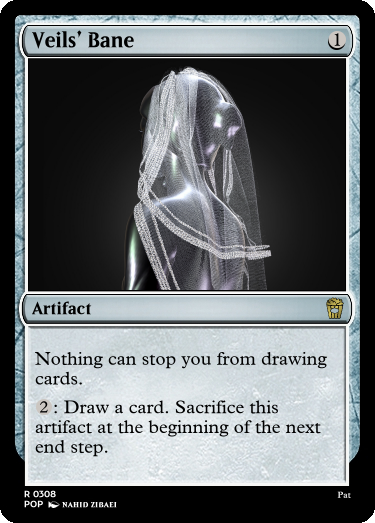 Veils' Bane 1
Artifact
Nothing can stop you from drawing
cards.
2: Draw a card. Sacrifice this
artifact at the beginning of the next
end step.
R 0308
POP NAHID ZIBAEI
Pat